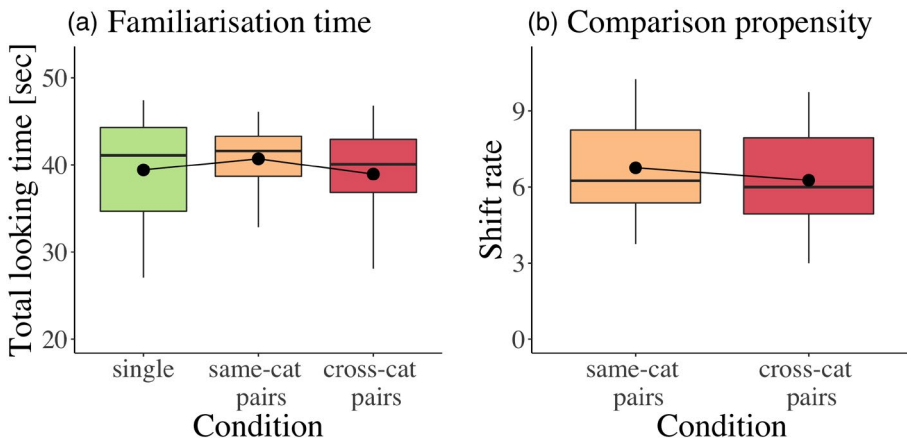 (a) Familiarisation time
Total looking time [sec]
50
40
30
20
single
same-cat
pairs
cross-cat
pairs
Condition
(b) Comparison propensity
Shift rate
9
6
3
0
same-cat
pairs
cross-cat
pairs
Condition